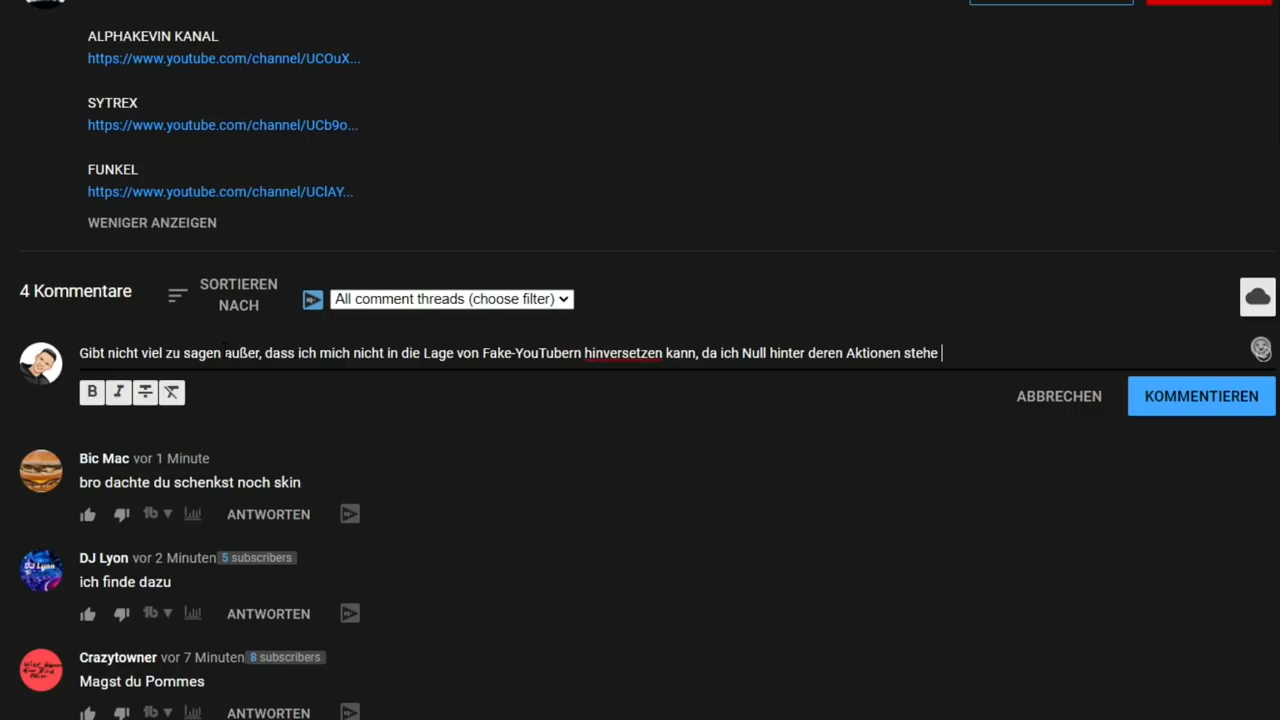 ALPHAKEVIN KANAL
https://www.youtube.com/channel/UCOuX...
SYTREX
https://www.youtube.com/channel/UCb9o...
FUNKEL
https://www.youtube.com/channel/UClAY...
WENIGER ANZEIGEN
4 Kommentare
SORTIEREN
NACH
All comment threads (choose filter)
Gibt nicht viel zu sagen außer, dass ich mich nicht in die Lage von Fake-YouTubern hinversetzen kann, da ich Null hinter deren Aktionen stehe
B I
ABBRECHEN
KOMMENTIEREN
Bic Mac vor 1 Minute
bro dachte du schenkst noch skin
ANTWORTEN
DJ Lyon vor 2 Minuten 5 subscribers
ich finde dazu
ANTWORTEN
Crazytowner vor 7 Minuten 8 subscribers
Magst du Pommes
ANTWORTEN